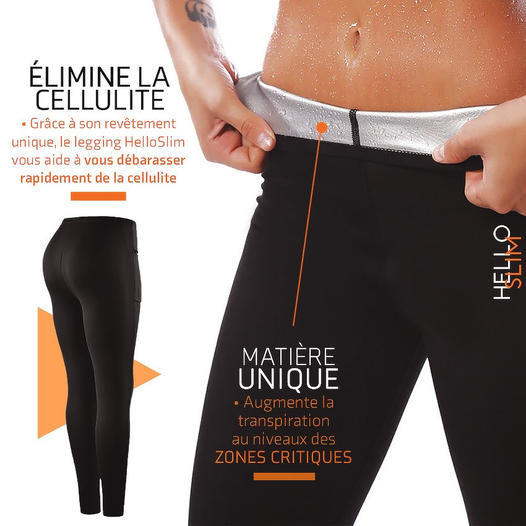 ÉLIMINE LA
CELLULITE
• Grâce à son revêtement
unique, le legging HelloSlim
vous aide à vous débarasser
rapidement de la cellulite
HELLO
SLIM
MATIÈRE
UNIQUE
• Augmente la
transpiration
au niveaux des
ZONES CRITIQUES